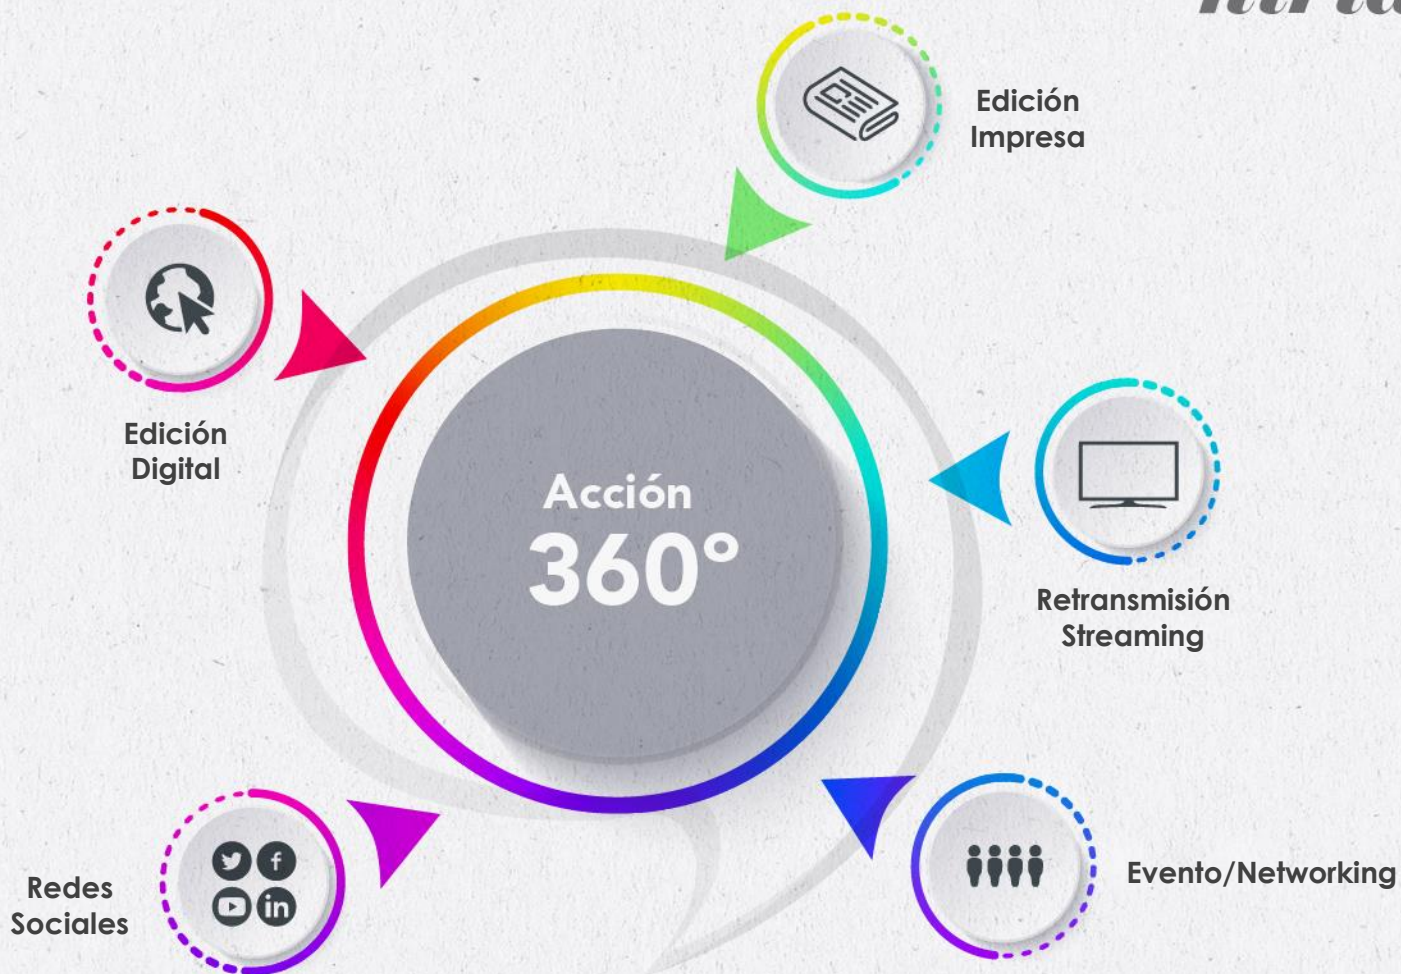 Edición
Impresa
Edición
Digital
Acción
360°
Retransmisión
Streaming
Redes
Sociales
Evento/Networking